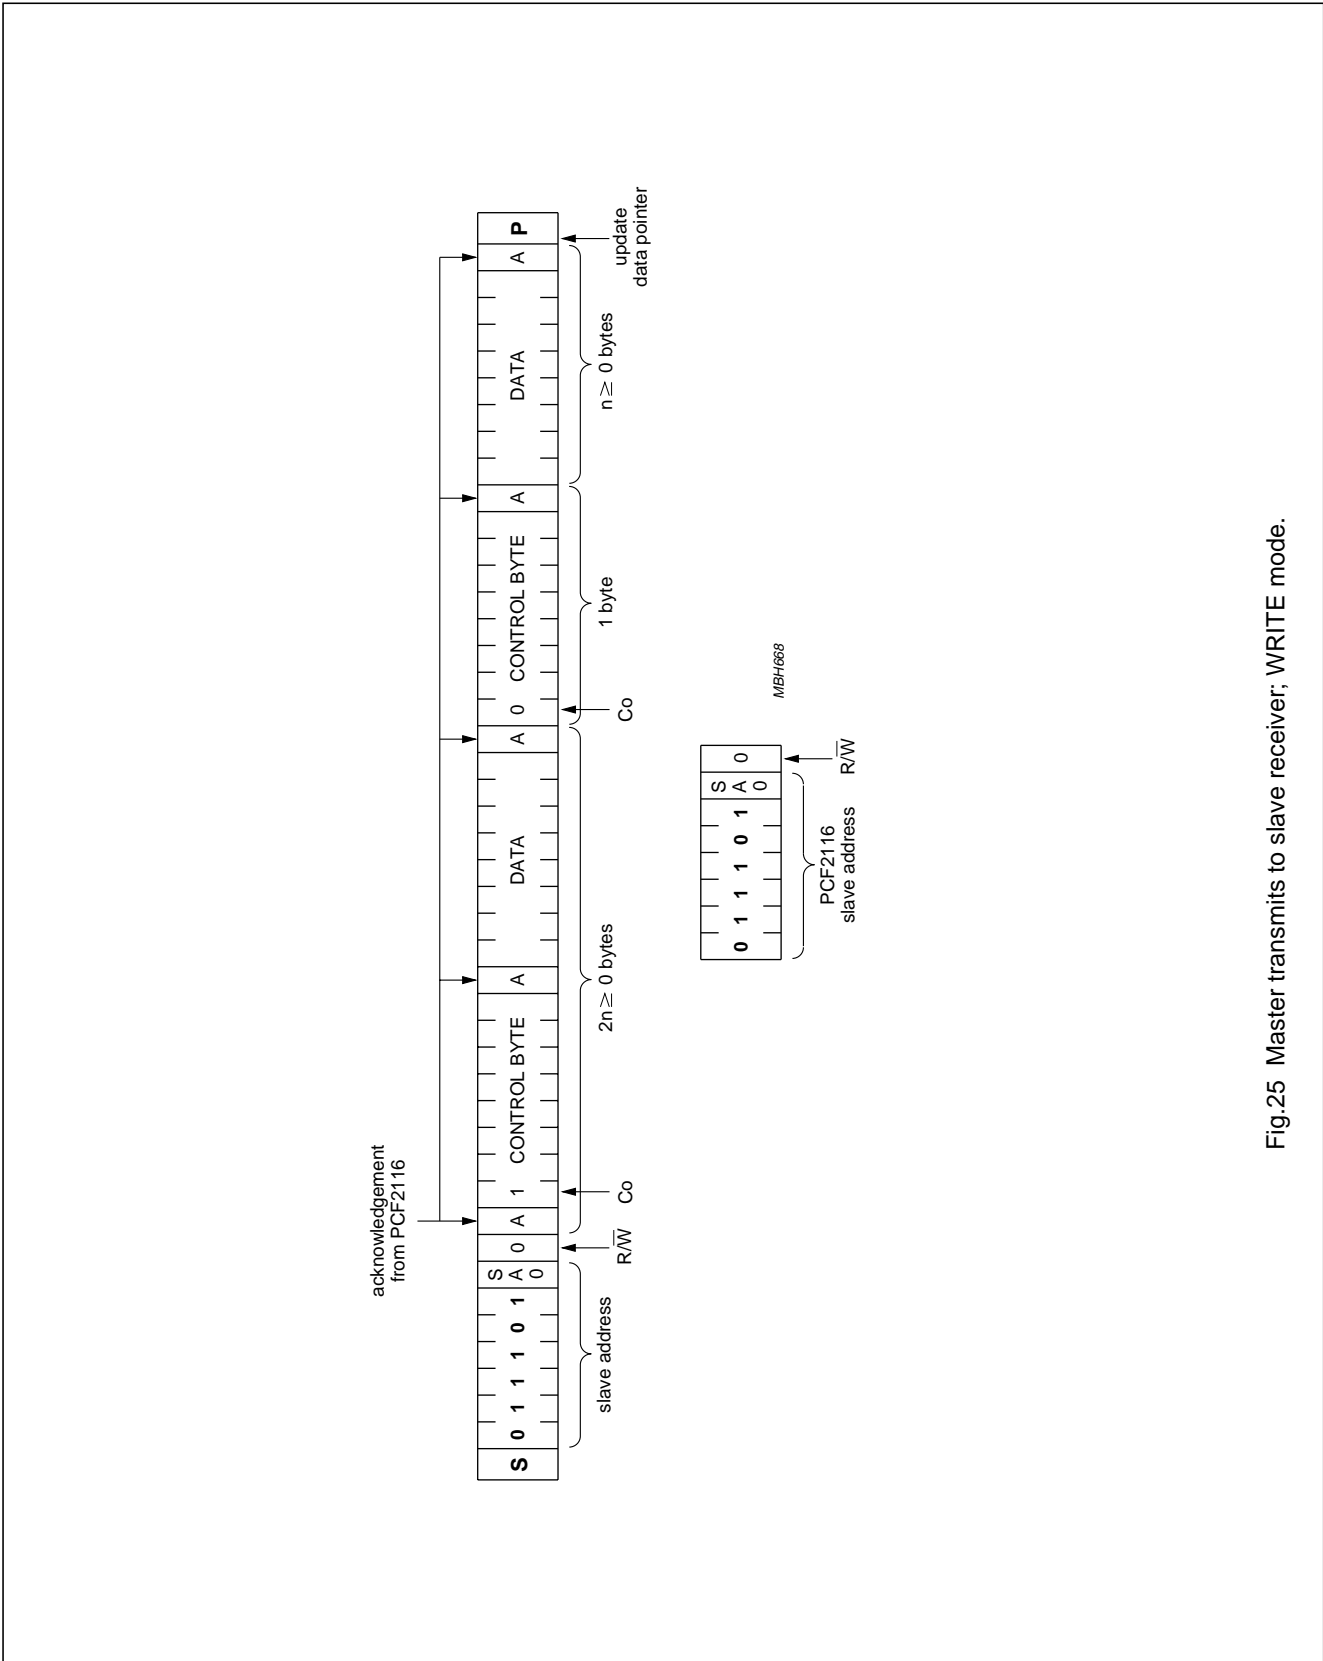 acknowledgement
from PCF2116
S 0 1 1 1 1 0 1 S A 0 0 A 1 CONTROL BYTE A DATA A 0 CONTROL BYTE A DATA A P
slave address
R/W̅
Co
2n ≥ 0 bytes
Co
1 byte
n ≥ 0 bytes
update
data pointer
0 1 1 1 0 1 S A 0 0
PCF2116
slave address
R/W̅
MBH668
Fig.25 Master transmits to slave receiver; WRITE mode.